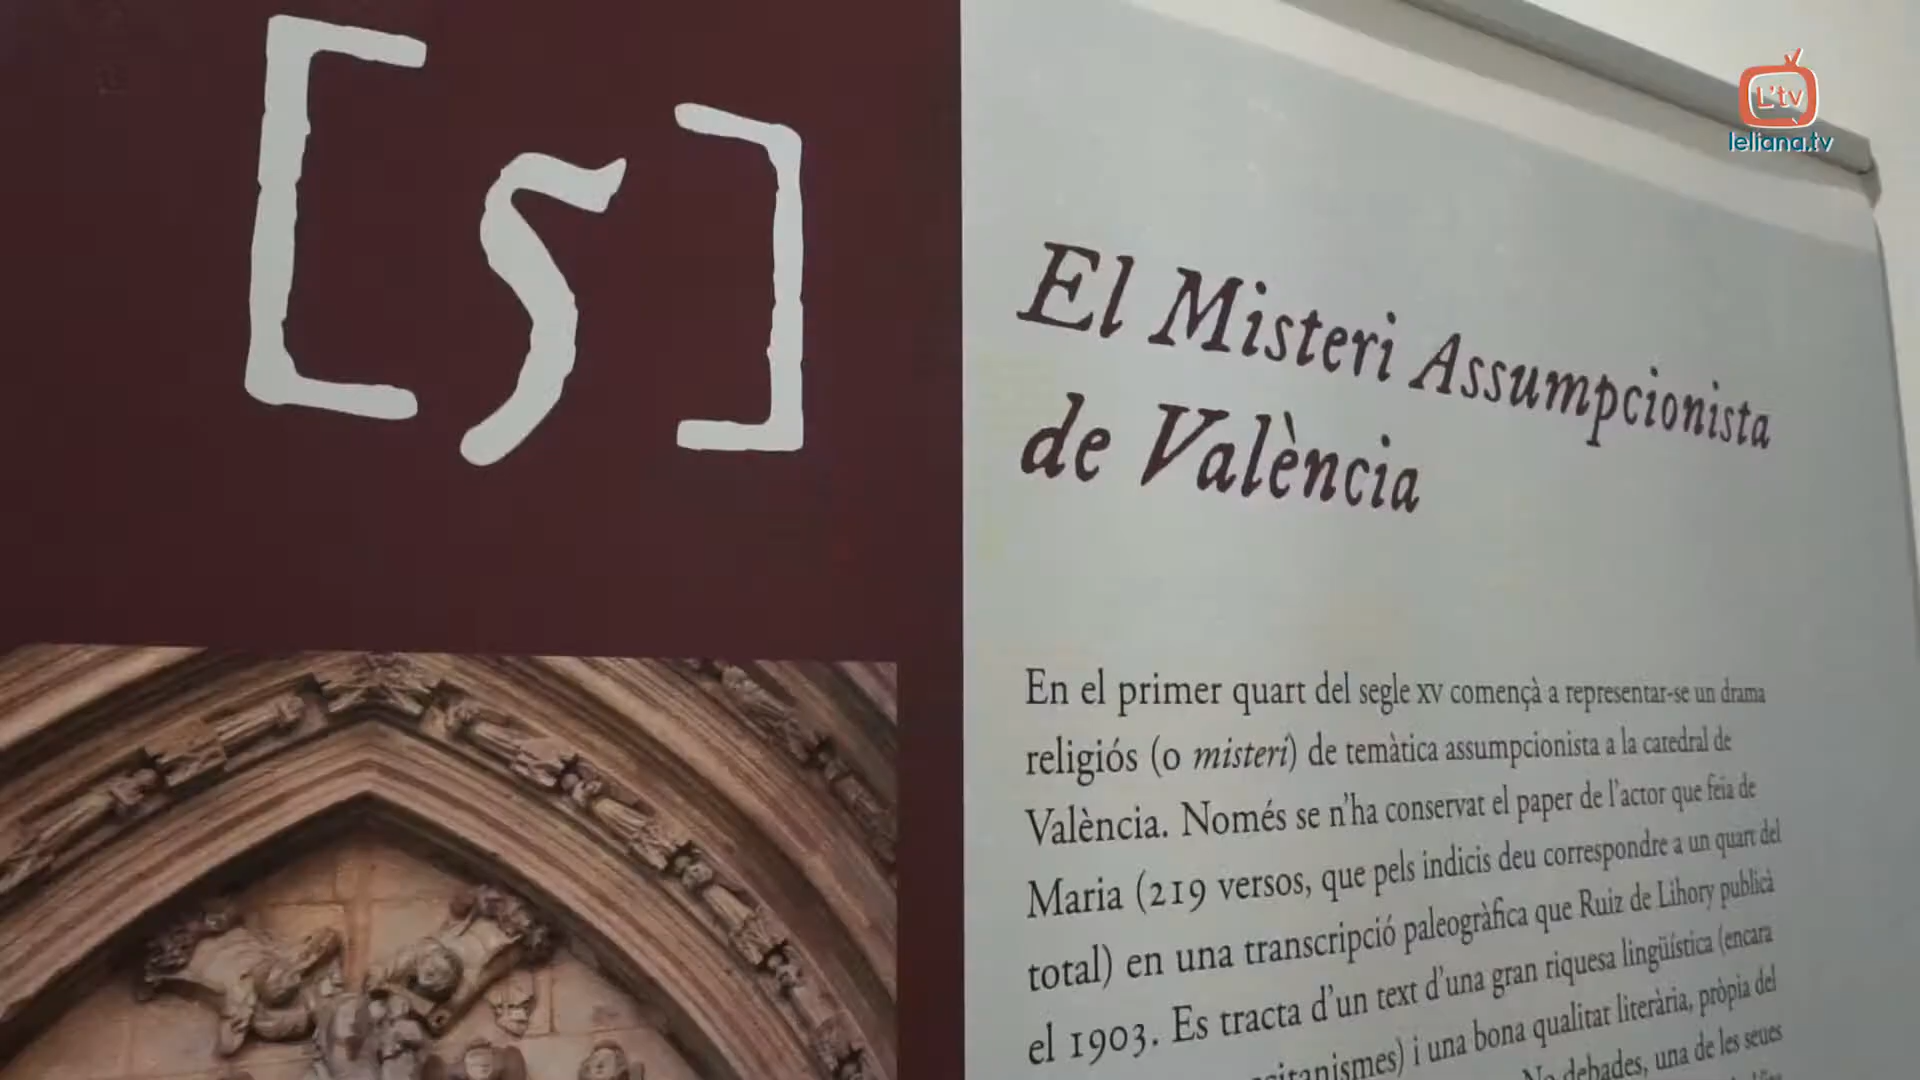 [5]
El Misteri Assumpcionista
de València
En el primer quart del segle XV començà a representar-se un drama
religiós (o misteri) de temàtica assumpcionista a la catedral de
València. Només se n'ha conservat el paper de l'actor que feia de
Maria (219 versos, que pels indicis deu correspondre a un quart del
total) en una transcripció paleogràfica que Ruiz de Lihory publicà
el 1903. Es tracta d'un text d'una gran riquesa lingüística (encara
i una bona qualitat literària, pròpia del
debades, una de les seues
L'tv
leliana.tv